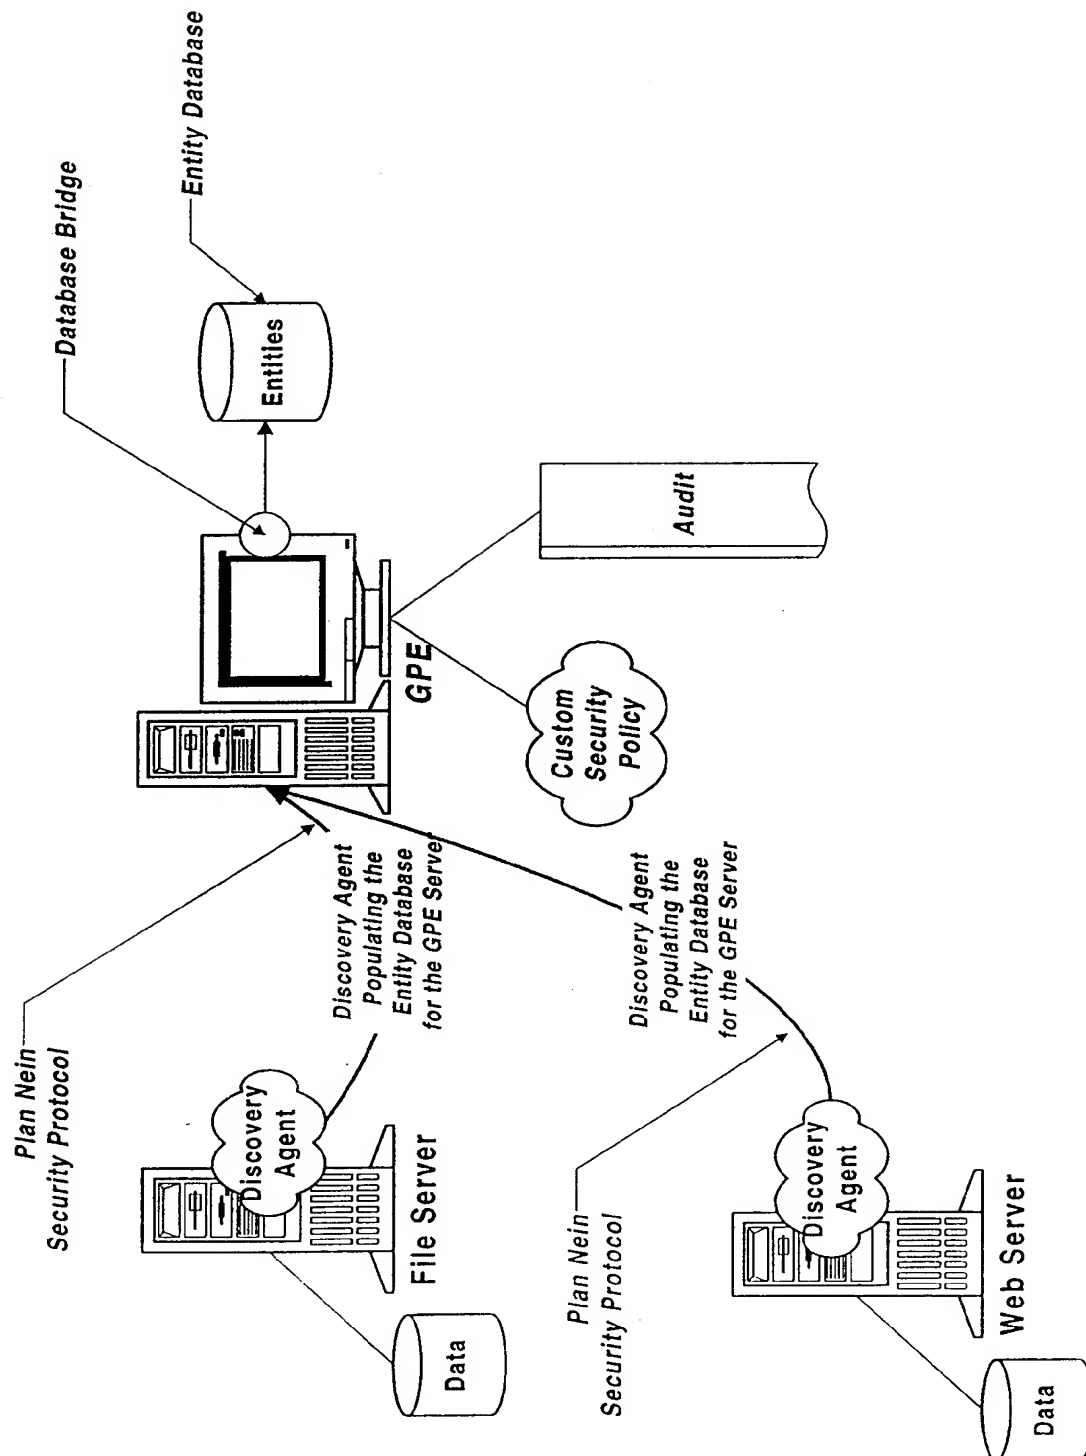 Plan Nein
Security Protocol
Database Bridge
Entity Database
Entities
GPE
Discovery
Agent
File Server
Data
Discovery Agent
Populating the
Entity Database
for the GPE Server
Custom
Security
Policy
Audit
Discovery Agent
Populating the
Entity Database
for the GPE Server
Plan Nein
Security Protocol
Discovery
Agent
Web Server
Data